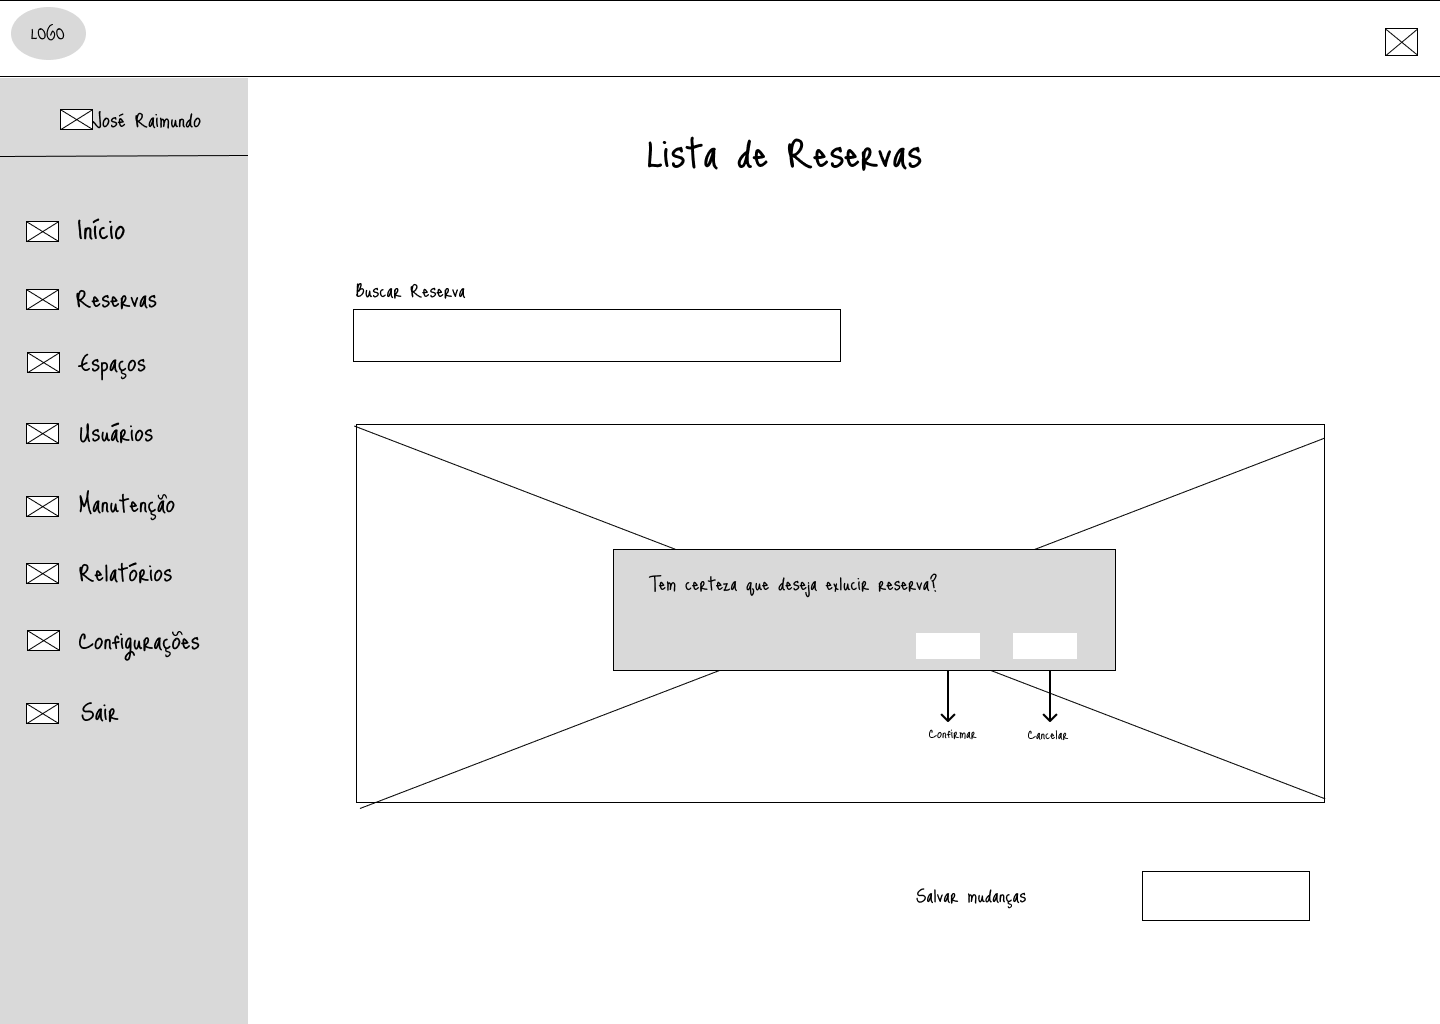 LOGO
José Raimundo
Lista de Reservas
Início
Buscar Reserva
Reservas
Espaços
Usuários
Manutenção
Relatórios
Tem certeza que deseja exlucir reserva?
Configurações
Sair
Confirmar
Cancelar
Salvar mudanças